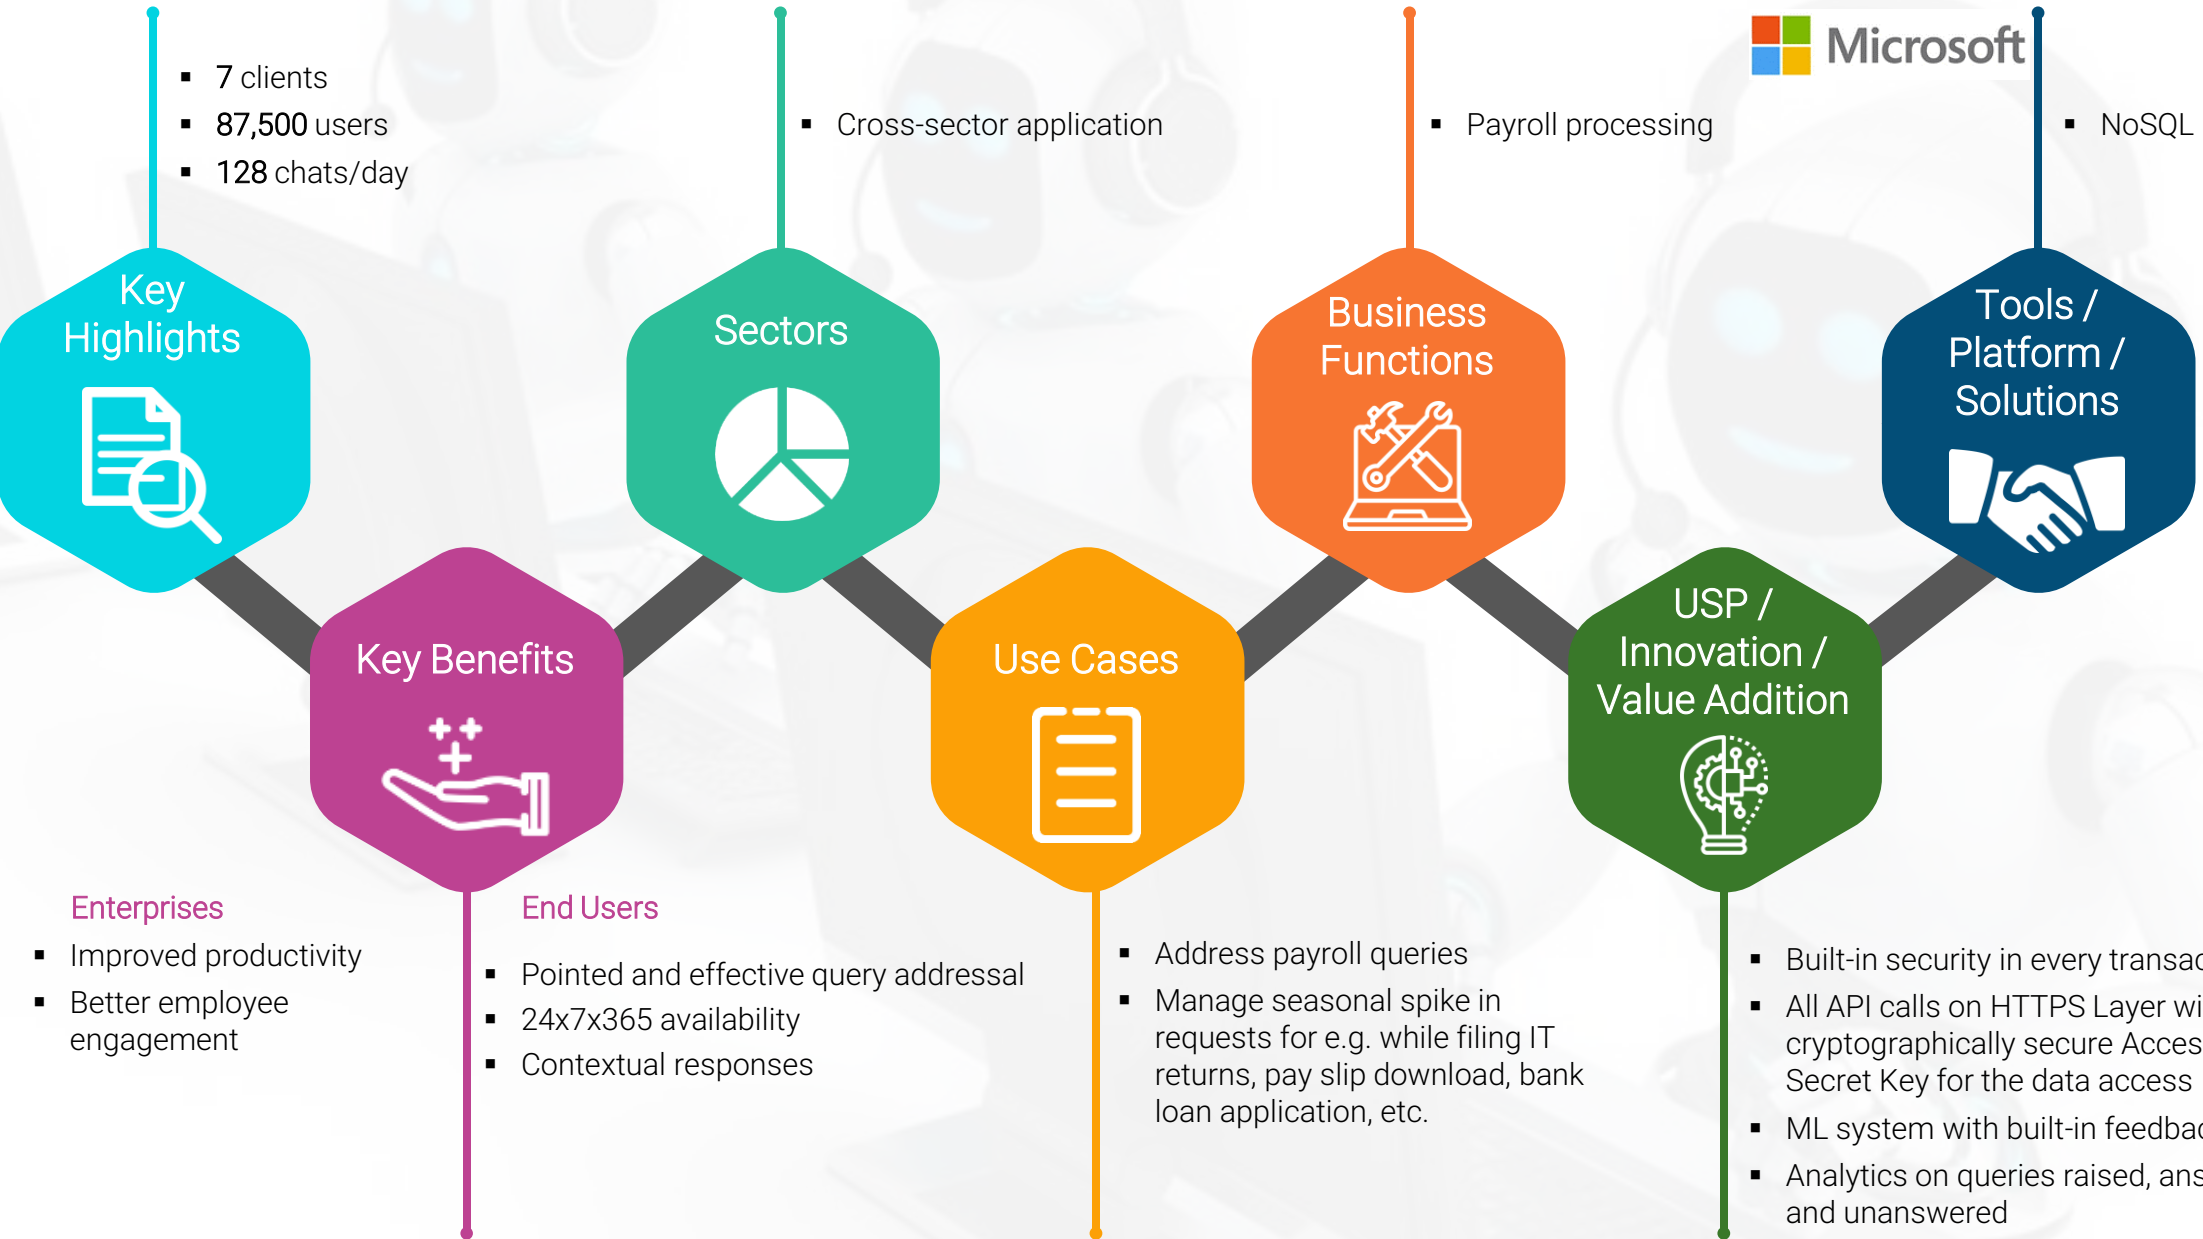 Microsoft
7 clients
87,500 users
128 chats/day
Cross-sector application
Payroll processing
NoSQL
Key
Highlights
Sectors
Business
Functions
Tools /
Platform /
Solutions
Key Benefits
Use Cases
USP /
Innovation /
Value Addition
Enterprises
Improved productivity
Better employee
engagement
End Users
Pointed and effective query addressal
24x7x365 availability
Contextual responses
Address payroll queries
Manage seasonal spike in
requests for e.g. while filing IT
returns, pay slip download, bank
loan application, etc.
Built-in security in every
All API calls on HTTPS Layer
cryptographically secure
Secret Key for the data access
ML system with built-in
Analytics on queries raised,
and unanswered